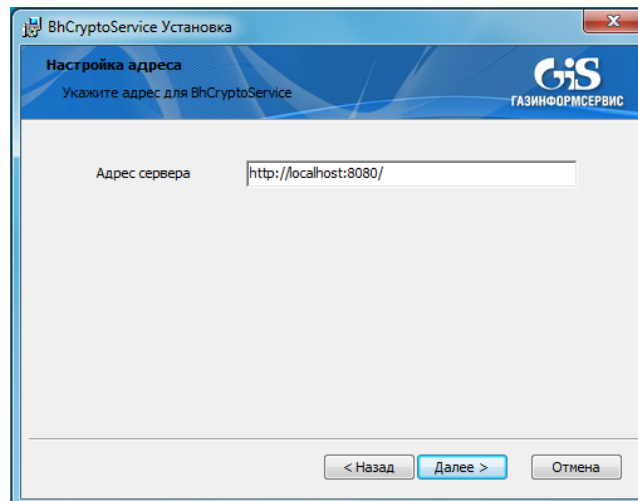 BhCryptoService Установка
Настройка адреса
Укажите адрес для BhCryptoService
GiS
ГАЗИНФОРМСЕРВИС
Адрес сервера
http://localhost:8080/
< Назад
Далее >
Отмена